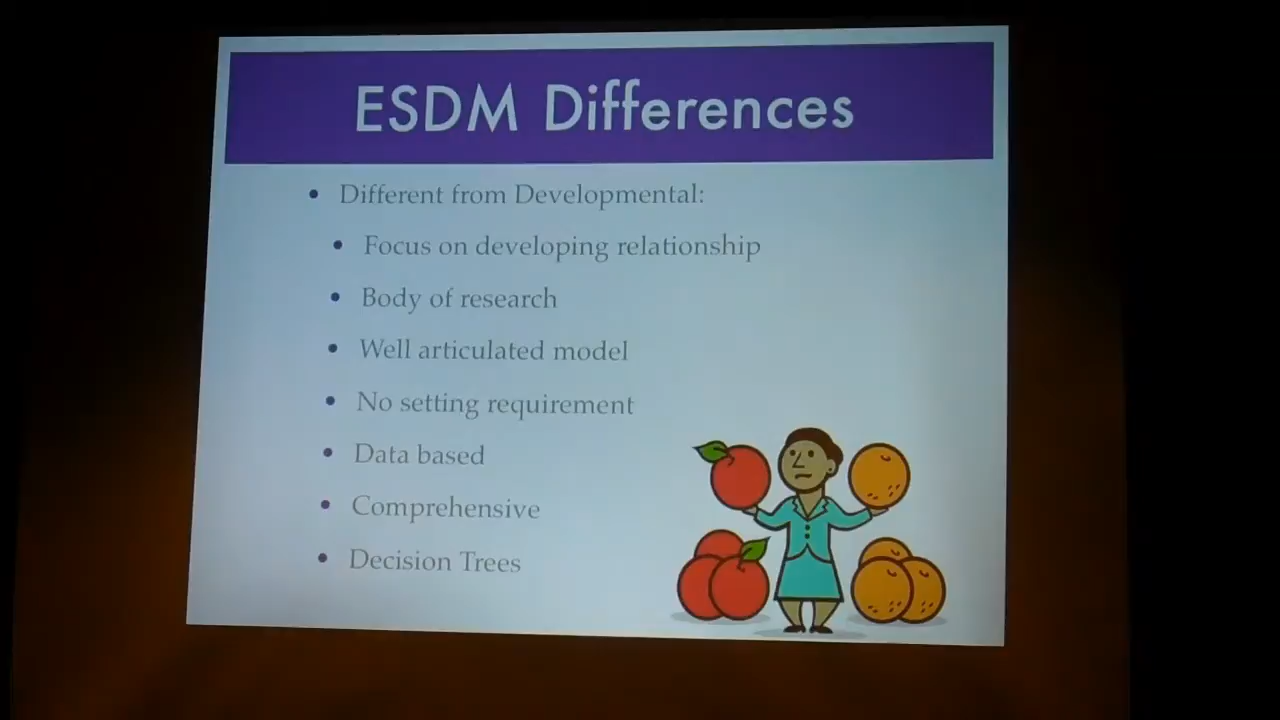 ESDM Differences
• Different from Developmental:
• Focus on developing relationship
• Body of research
• Well articulated model
• No setting requirement
• Data based
• Comprehensive
• Decision Trees